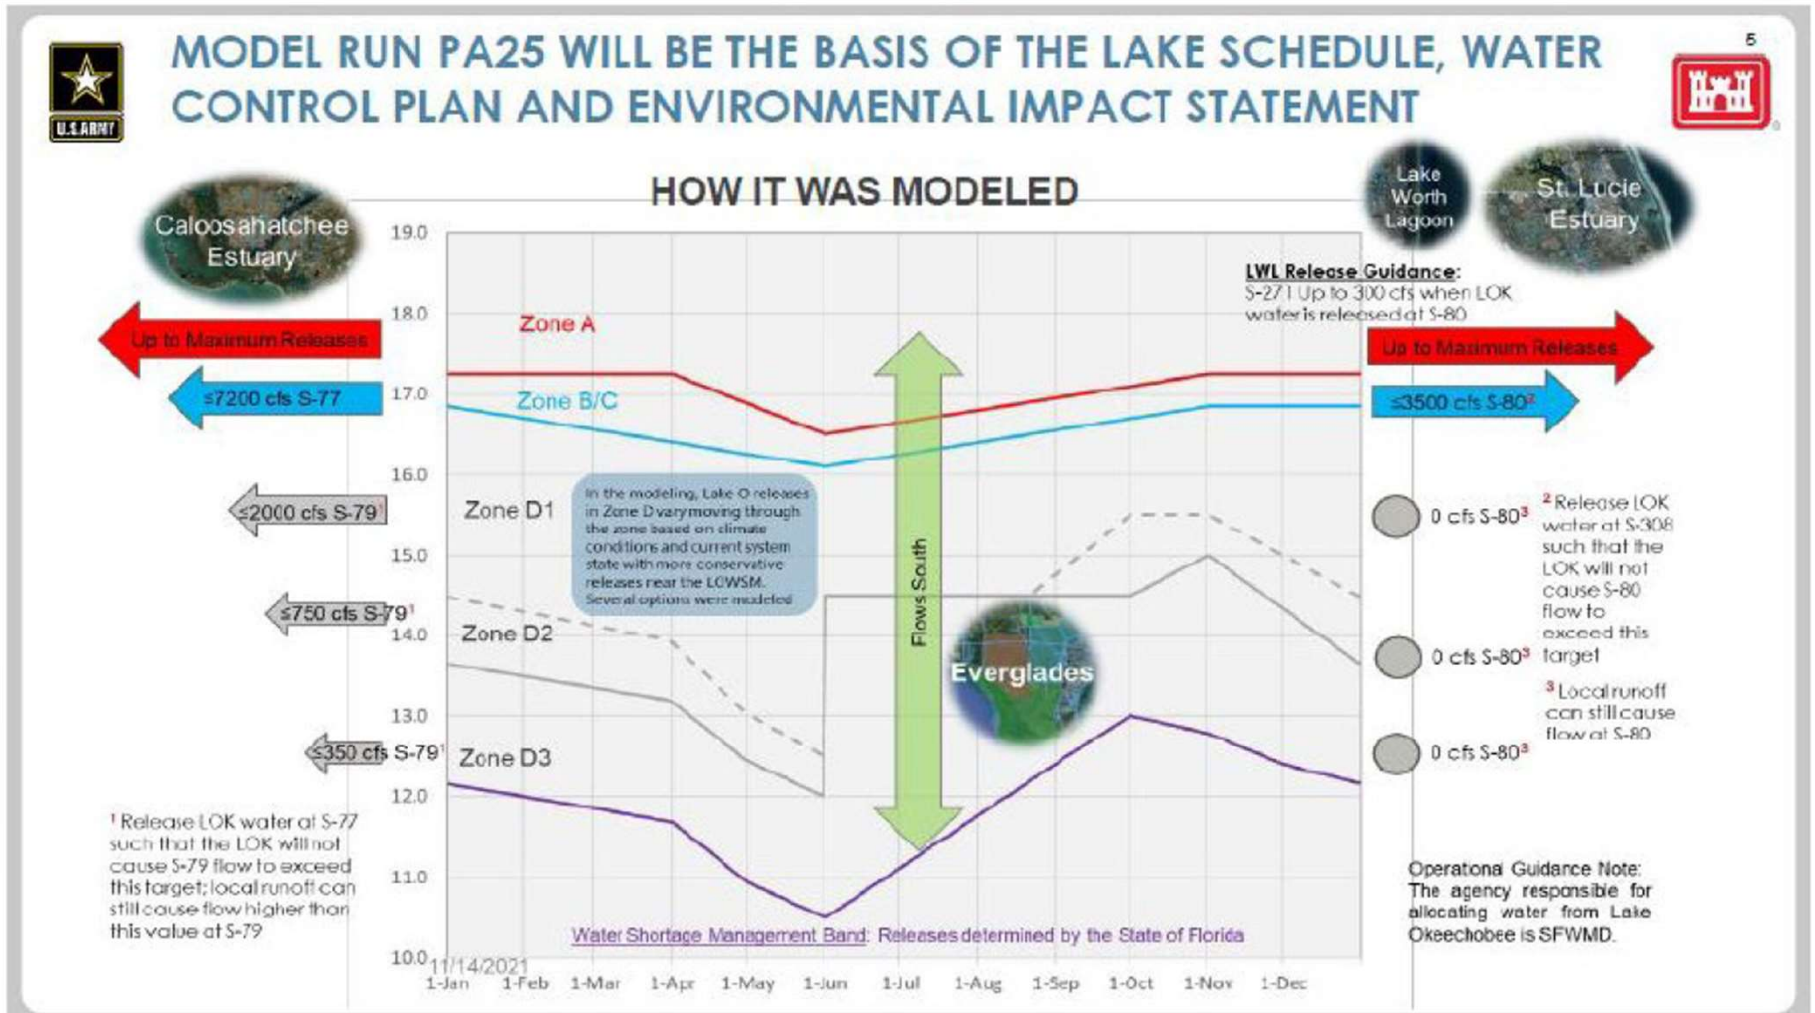 5
MODEL RUN PA25 WILL BE THE BASIS OF THE LAKE SCHEDULE, WATER
CONTROL PLAN AND ENVIRONMENTAL IMPACT STATEMENT
U.S.ARMY
HOW IT WAS MODELED
Caloosahatchee
Estuary
Lake
Worth
Lagoon
St. Lucie
Estuary
LWL Release Guidance:
S-271 Up to 300 cfs when LOK
water is released at S-80
Up to Maximum Releases
≤7200 cfs S-77
≤2000 cfs S-79¹
≤750 cfs S-79¹
≤350 cfs S-79¹
¹ Release LOK water at S-77
such that the LOK will not
cause S-79 flow to exceed
this target; local runoff can
still cause flow higher than
this value at S-79
19.0
18.0
17.0
16.0
15.0
14.0
13.0
12.0
11.0
10.0
Zone A
Zone B/C
Zone D1
Zone D2
Zone D3
In the modeling, Lake O releases
in Zone D vary moving through
the zone based on climate
conditions and current system
state with more conservative
releases near the LOWSM.
Several options were modeled
Flows South
Everglades
Water Shortage Management Band: Releases determined by the State of Florida
11/14/2021
1-Jan 1-Feb 1-Mar 1-Apr 1-May 1-Jun 1-Jul 1-Aug 1-Sep 1-Oct 1-Nov 1-Dec
Up to Maximum Releases
≤3500 cfs S-80²
0 cfs S-80³
0 cfs S-80³
0 cfs S-80³
² Release LOK
water at S-308
such that the
LOK will not
cause S-80
flow to
exceed this
target
³ Local runoff
can still cause
flow at S-80
Operational Guidance Note:
The agency responsible for
allocating water from Lake
Okeechobee is SFWMD.